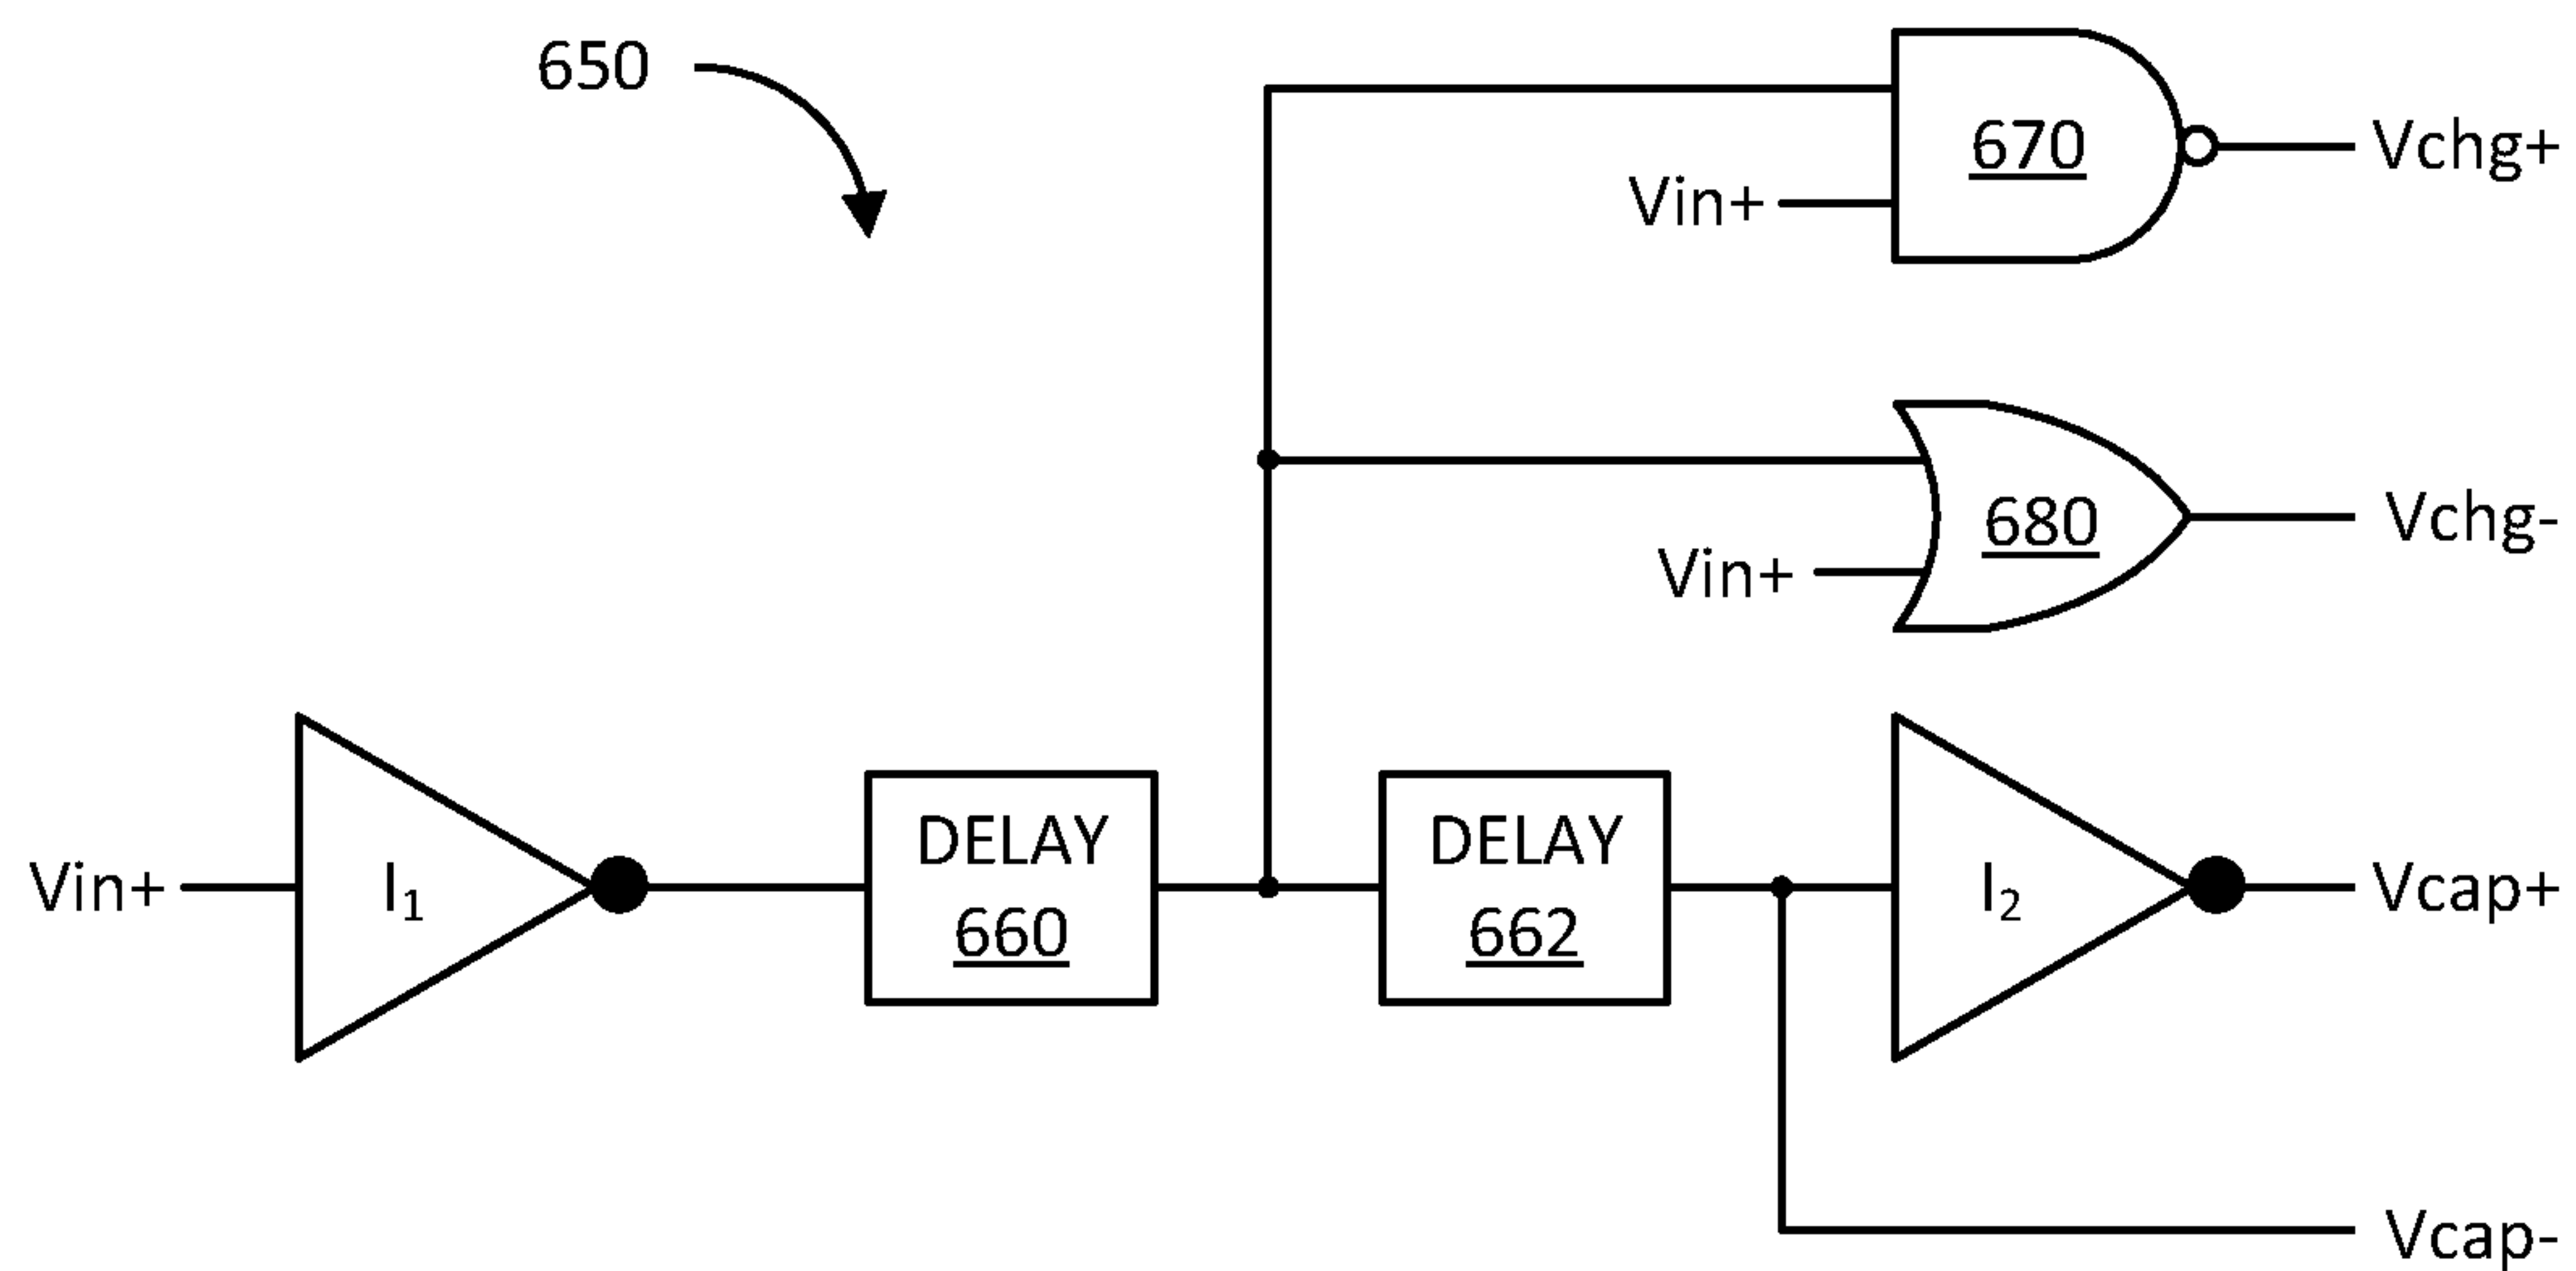 650
670
Vchg+
Vin+
680
Vchg-
Vin+
Vin+
I₁
DELAY
660
DELAY
662
I₂
Vcap+
Vcap-